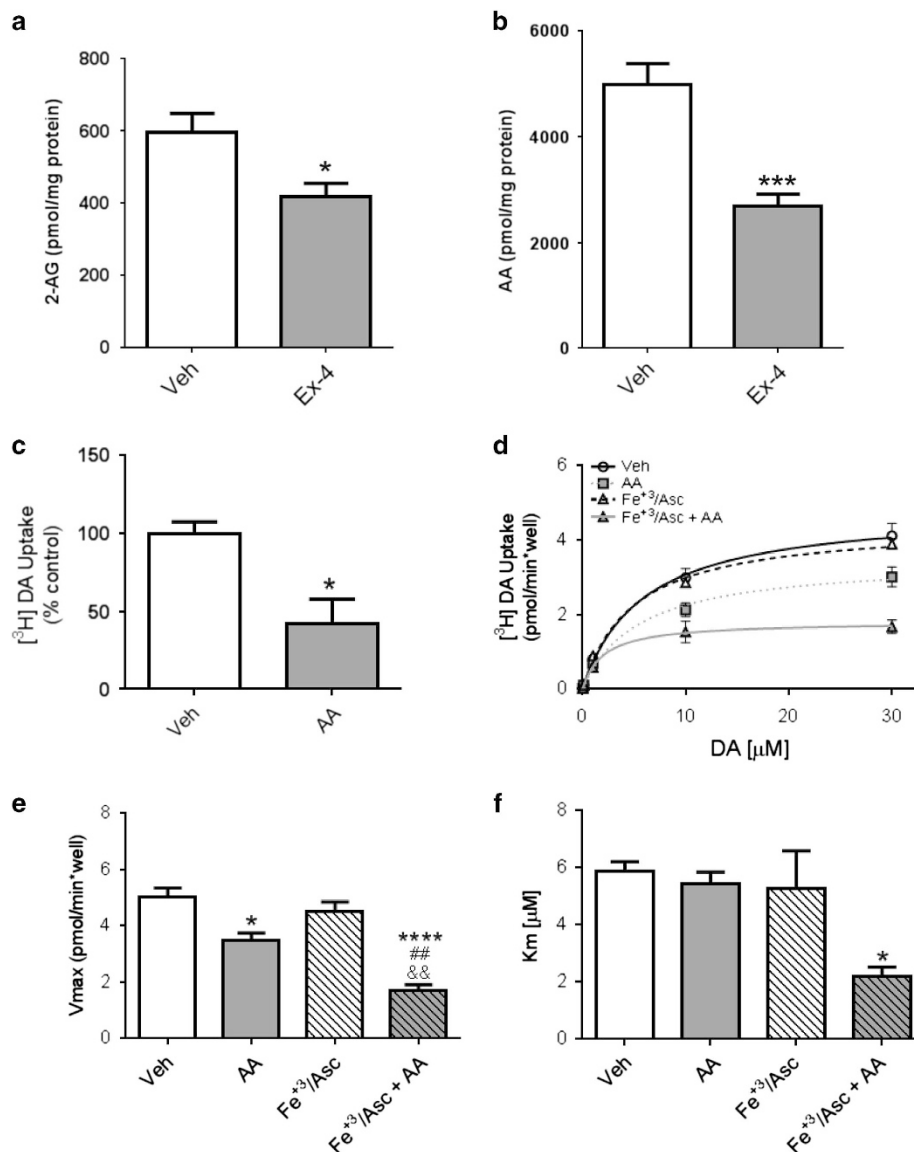 a
2-AG (pmol/mg protein)
800
600
400
200
0
*
Veh
Ex-4
b
AA (pmol/mg protein)
6000
4000
2000
0
***
Veh
Ex-4
c
[³H] DA Uptake
(% control)
150
100
50
0
*
Veh
AA
d
[³H] DA Uptake
(pmol/min*well)
6
4
2
0
Veh
AA
Fe⁺³/Asc
Fe⁺³/Asc + AA
0
10
20
30
DA [μM]
e
Vmax (pmol/min*well)
8
6
4
2
0
*
****
##
&&
Veh
AA
Fe⁺³/Asc
Fe⁺³/Asc + AA
f
Km [μM]
8
6
4
2
0
*
Veh
AA
Fe⁺³/Asc
Fe⁺³/Asc + AA